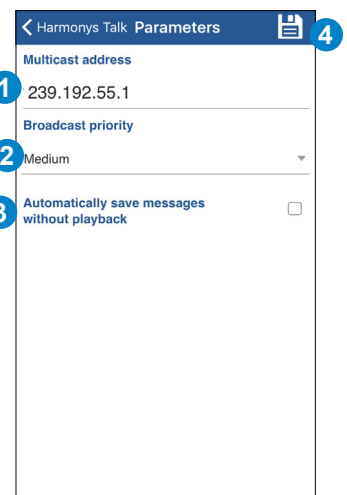 Harmonys Talk Parameters
4
Multicast address
1
239.192.55.1
Broadcast priority
2
Medium
3
Automatically save messages
without playback